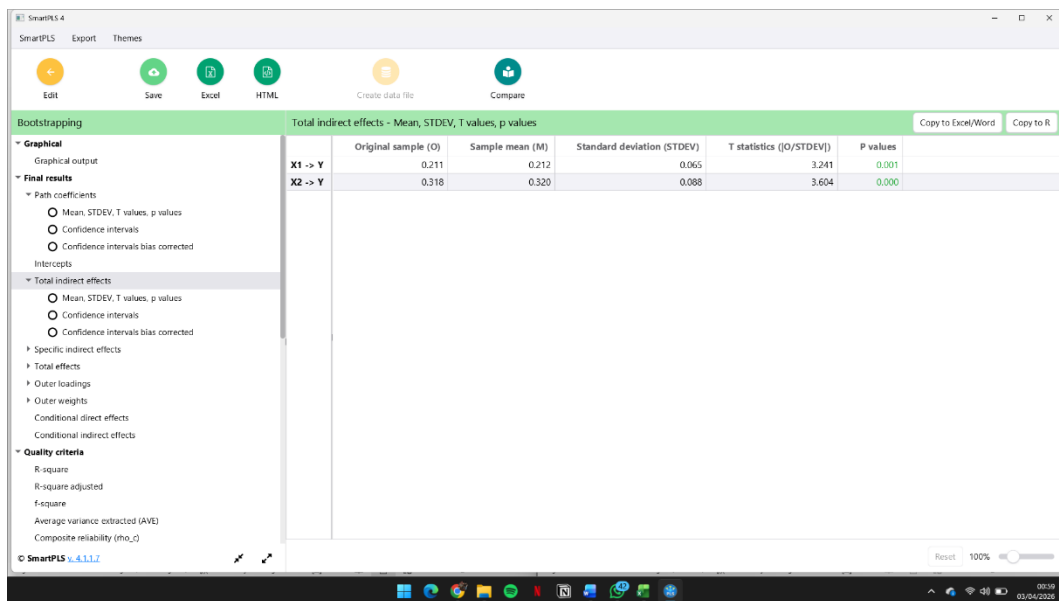 SmartPLS 4
SmartPLS Export Themes
Edit Save Excel HTML Create data file Compare
Bootstrapping
Total indirect effects - Mean, STDEV, T values, p values
Copy to Excel/Word Copy to R
Graphical
Graphical output
Final results
Path coefficients
Mean, STDEV, T values, p values
Confidence intervals
Confidence intervals bias corrected
Intercepts
Total indirect effects
Mean, STDEV, T values, p values
Confidence intervals
Confidence intervals bias corrected
Specific indirect effects
Total effects
Outer loadings
Outer weights
Conditional direct effects
Conditional indirect effects
Quality criteria
R-square
R-square adjusted
f-square
Average variance extracted (AVE)
Composite reliability (rho_c)
Original sample (O) Sample mean (M) Standard deviation (STDEV) T statistics (|O/STDEV|) P values
X1 -> Y 0.211 0.212 0.065 3.241 0.001
X2 -> Y 0.318 0.320 0.088 3.604 0.000
© SmartPLS v. 4.1.1.7
Reset 100%
42
00:59
03/04/2026